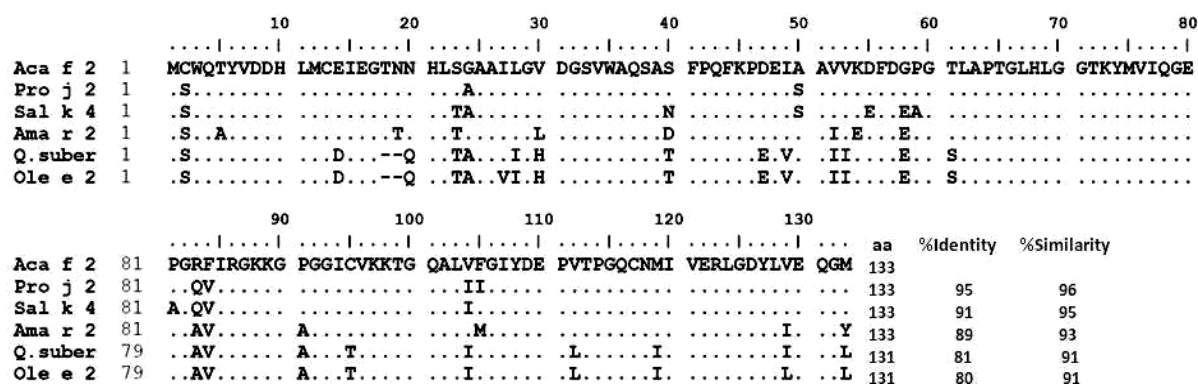 10 20 30 40 50 60 70 80
....|....| ....|....| ....|....| ....|....| ....|....| ....|....| ....|....| ....|....|
Aca f 2 1 MCWQTYVDDH LMCEIEGTNN HLSGAAILGV DGSVWAQSAS FPQFKPDEIA AVVKDFDGPG TLAPTGLHLG GTKYMVIQGE
Pro j 2 1 .S........ .......... ...A...... .......... .........S .......... .......... ..........
Sal k 4 1 .S........ .......... ..TA...... .........N .........S ....E..EA. .......... ..........
Ama r 2 1 .S..A..... ........T. ..T......L .........D .......... .I.E...E.. .......... ..........
Q.suber 1 .S........ ...D...--Q ..TA...I.H .........T ......E.V. .II....E.. S......... ..........
Ole e 2 1 .S........ ...D...--Q ..TA..VI.H .........T ......E.V. .II....E.. S......... ..........
90 100 110 120 130
....|....| ....|....| ....|....| ....|....| ....|....| ... aa %Identity %Similarity
Aca f 2 81 PGRFIRGKKG PGGICVKKTG QALVFGIYDE PVTPGQCNMI VERLGDYLVE QGM 133
Pro j 2 81 ..QV...... .......... ...II..... .......... .......... ... 133 95 96
Sal k 4 81 A.QV...... .......... ...I...... .......... .......... ... 133 91 95
Ama r 2 81 ..AV...... A......... ....M..... .......... ........I. ..Y 133 89 93
Q.suber 79 ..AV...... A...T..... ...I...... .L......I. ........I. ..L 131 81 91
Ole e 2 79 ..AV...... A...T..... ...I...... .L......I. ........L. ..L 131 80 91